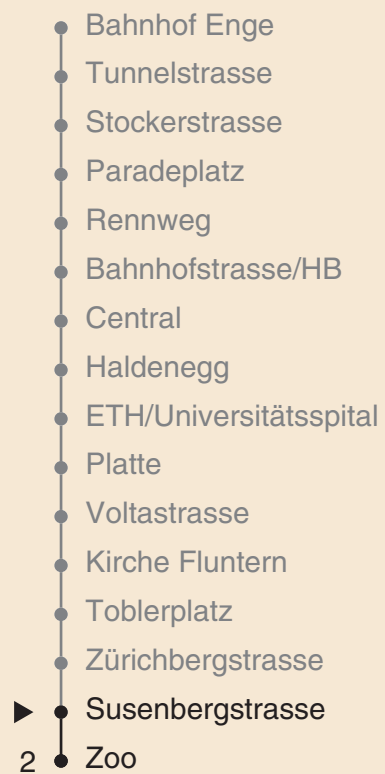 Bahnhof Enge
Tunnelstrasse
Stockerstrasse
Paradeplatz
Rennweg
Bahnhofstrasse/HB
Central
Haldenegg
ETH/Universitätsspital
Platte
Voltastrasse
Kirche Fluntern
Toblerplatz
Zürichbergstrasse
Susenbergstrasse
2 Zoo